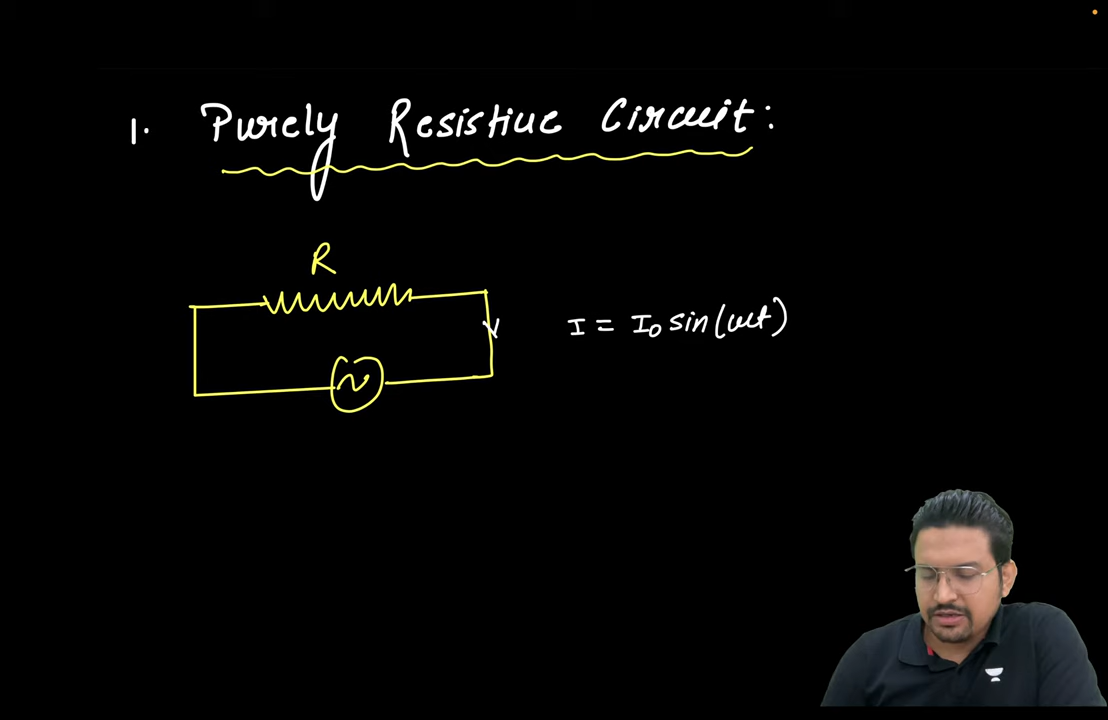 1. Purely Resistive Circuit:
R
I = I₀ sin(ωt)